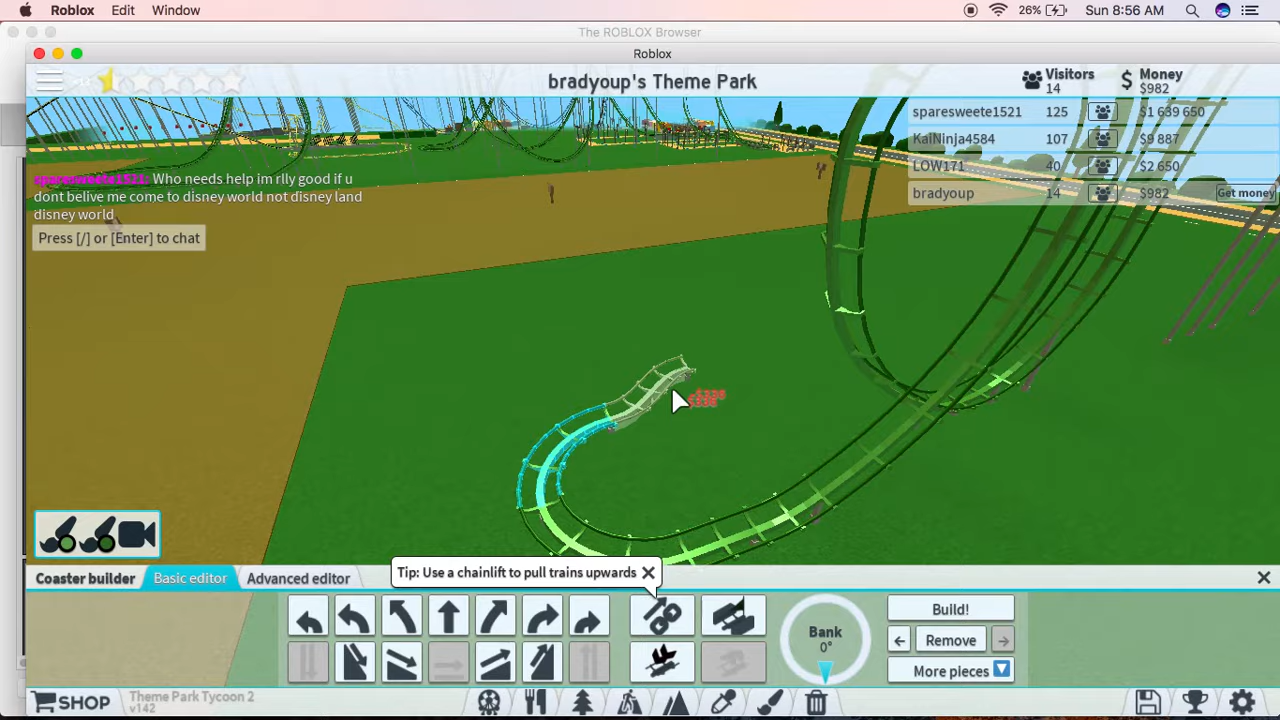 Roblox Edit Window 26% Sun 8:56 AM
The ROBLOX Browser
Roblox
bradyoup's Theme Park
Visitors
14
$ Money
$982
sparesweete1521 125 $1 639 650
KaiNinja4584 107 $9 887
LOW171 40 $2 650
bradyoup 14 $982 Get money
sparesweete1521: Who needs help im rlly good if u
dont belive me come to disney world not disney land
disney world
Press [/] or [Enter] to chat
Tip: Use a chainlift to pull trains upwards
Coaster builder Basic editor Advanced editor
Bank
0°
Build!
Remove
More pieces
SHOP
Theme Park Tycoon 2
v142